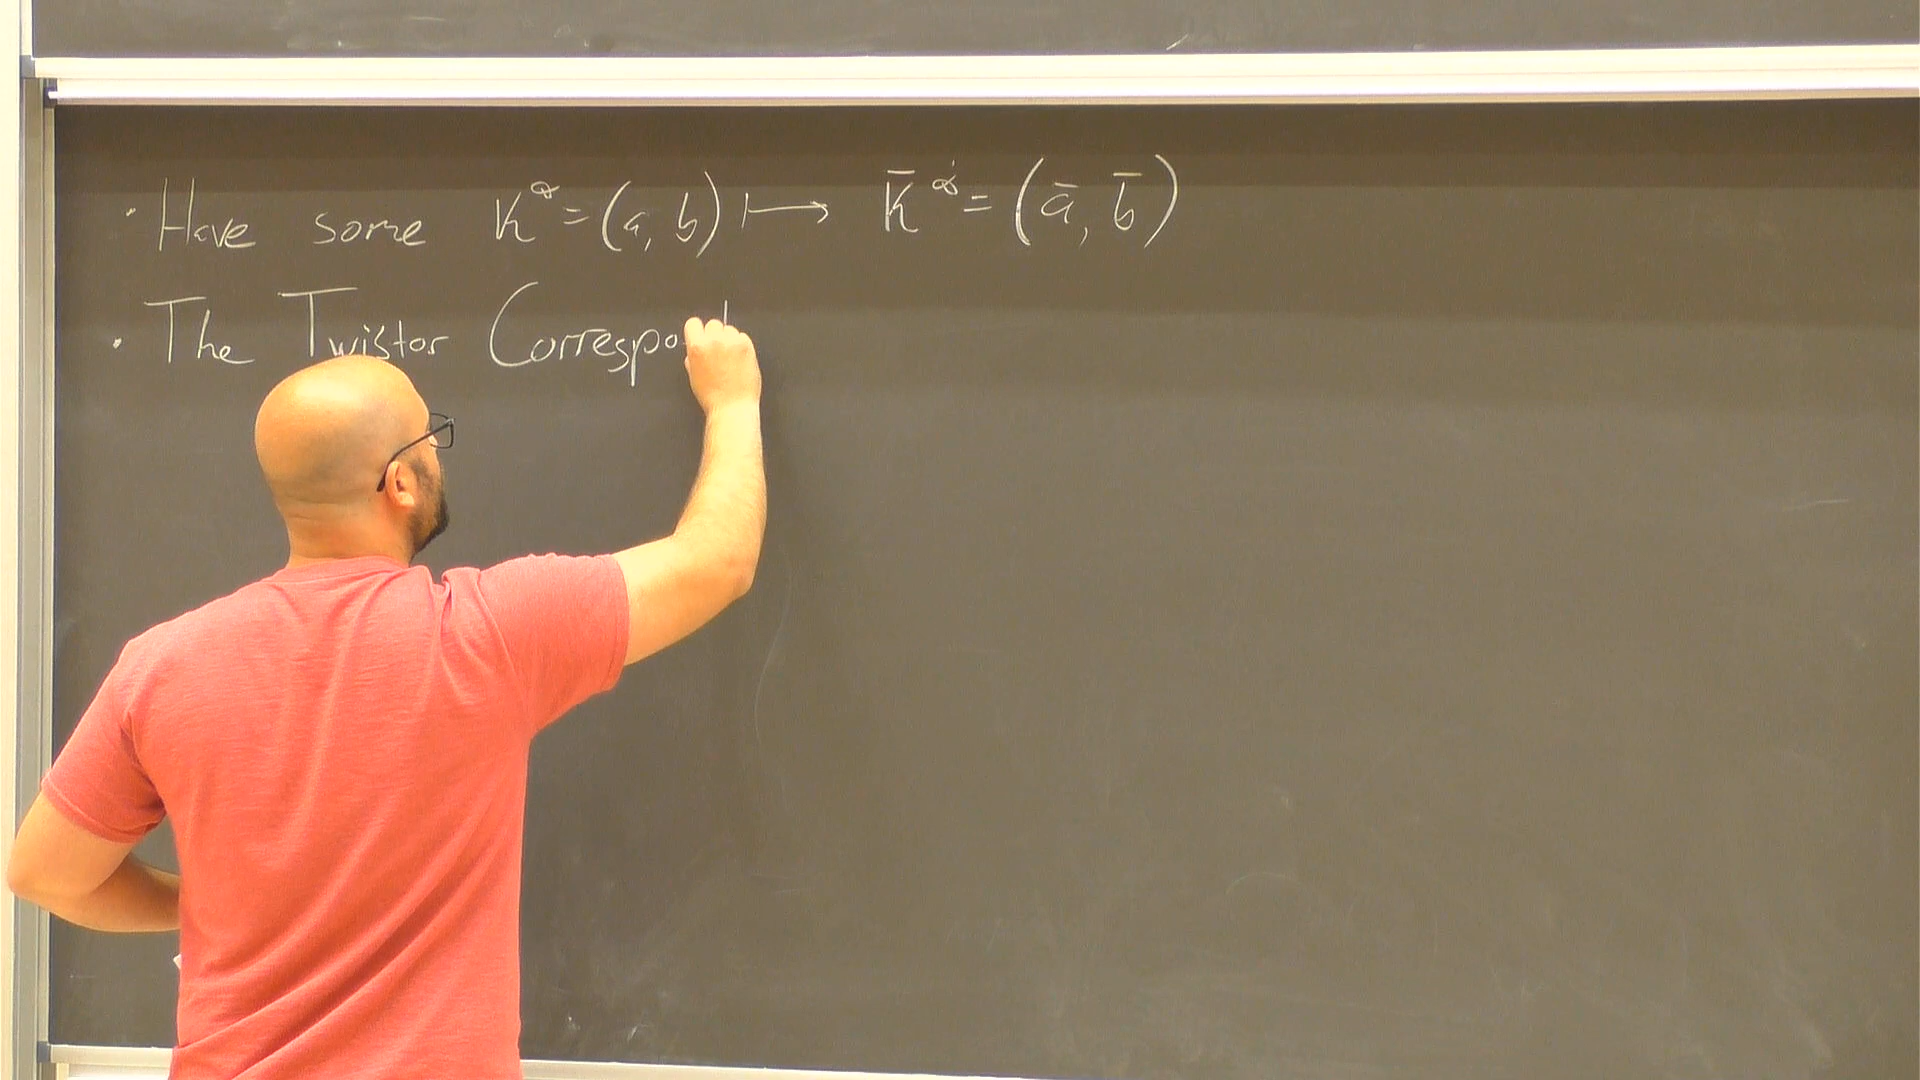 · Have some κ^α = (a, b) ⟼ κ̄^α̇ = (ā, b̄)
· The Twistor Correspo